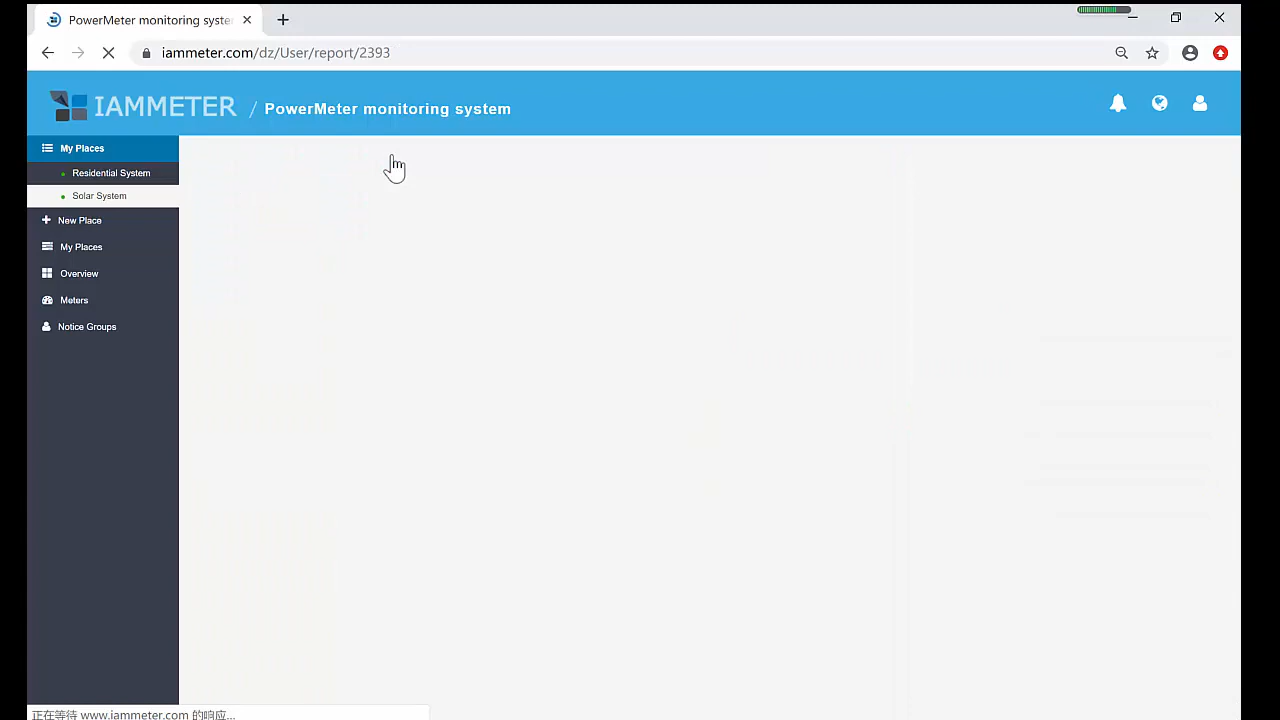 PowerMeter monitoring syste
iammeter.com/dz/User/report/2393
IAMMETER / PowerMeter monitoring system
My Places
Residential System
Solar System
New Place
My Places
Overview
Meters
Notice Groups
正在等待 www.iammeter.com 的响应...